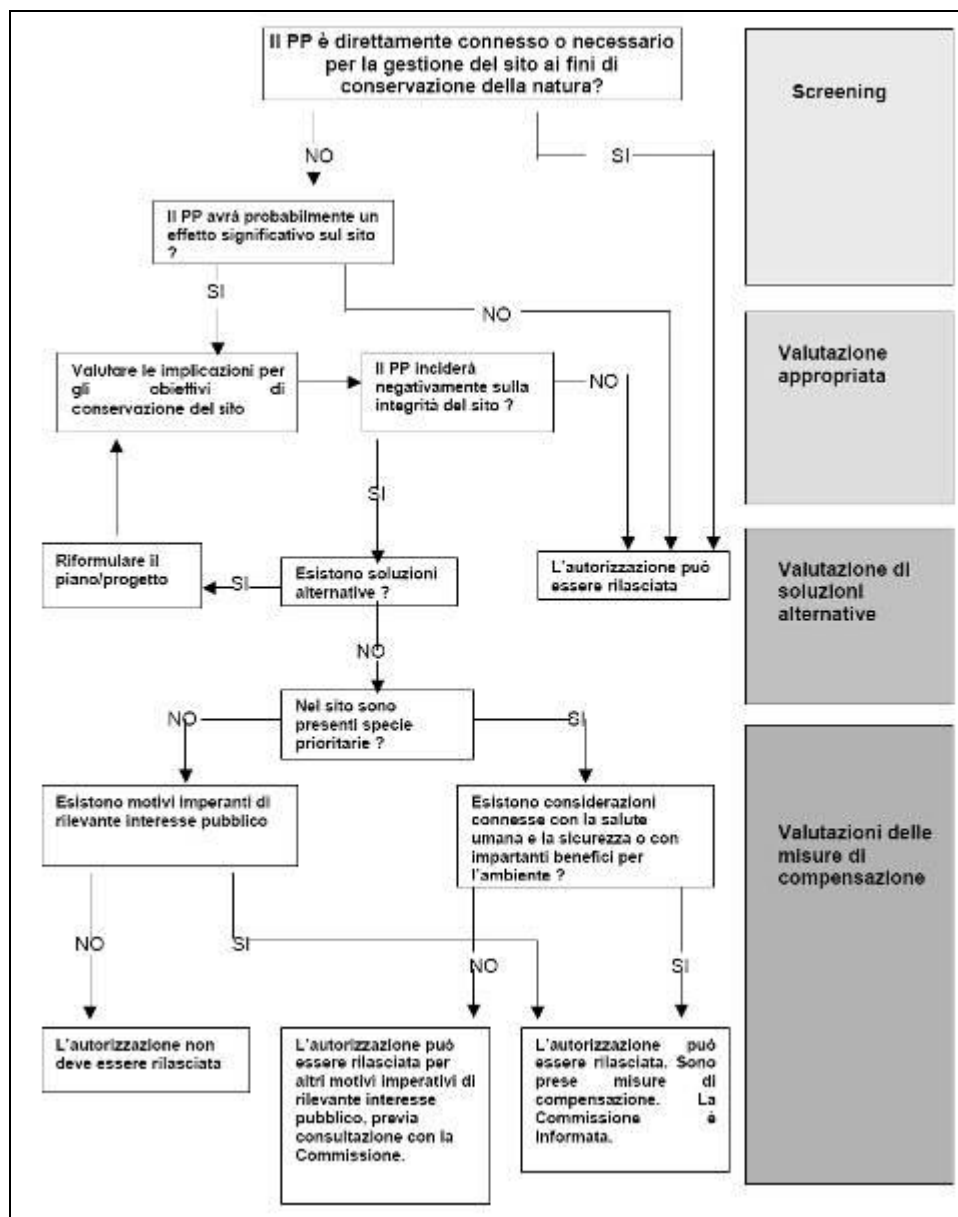 Il PP è direttamente connesso o necessario
per la gestione del sito ai fini di
conservazione della natura?
Screening
NO
SI
Il PP avrà probabilmente un
effetto significativo sul sito
?
SI
NO
Valutazione
appropriata
Valutare le implicazioni per
gli obiettivi di
conservazione del sito
Il PP inciderà
negativamente sulla
integrità del sito ?
NO
SI
Riformulare il
piano/progetto
SI
Esistono soluzioni
alternative ?
L'autorizzazione può
essere rilasciata
Valutazione di
soluzioni
alternative
NO
Nel sito sono
presenti specie
prioritarie ?
NO
SI
Esistono motivi imperanti di
rilevante interesse pubblico
Esistono considerazioni
connesse con la salute
umana e la sicurezza o con
impartanti benefici per
l'ambiente ?
Valutazioni delle
misure di
compensazione
NO
SI
NO
SI
L'autorizzazione non
deve essere rilasciata
L'autorizzazione può
essere rilasciata per
altri motivi imperativi di
rilevante interesse
pubblico, previa
consultazione con la
Commissione.
L'autorizzazione può
essere rilasciata. Sono
prese misure di
compensazione. La
Commissione è
Informata.